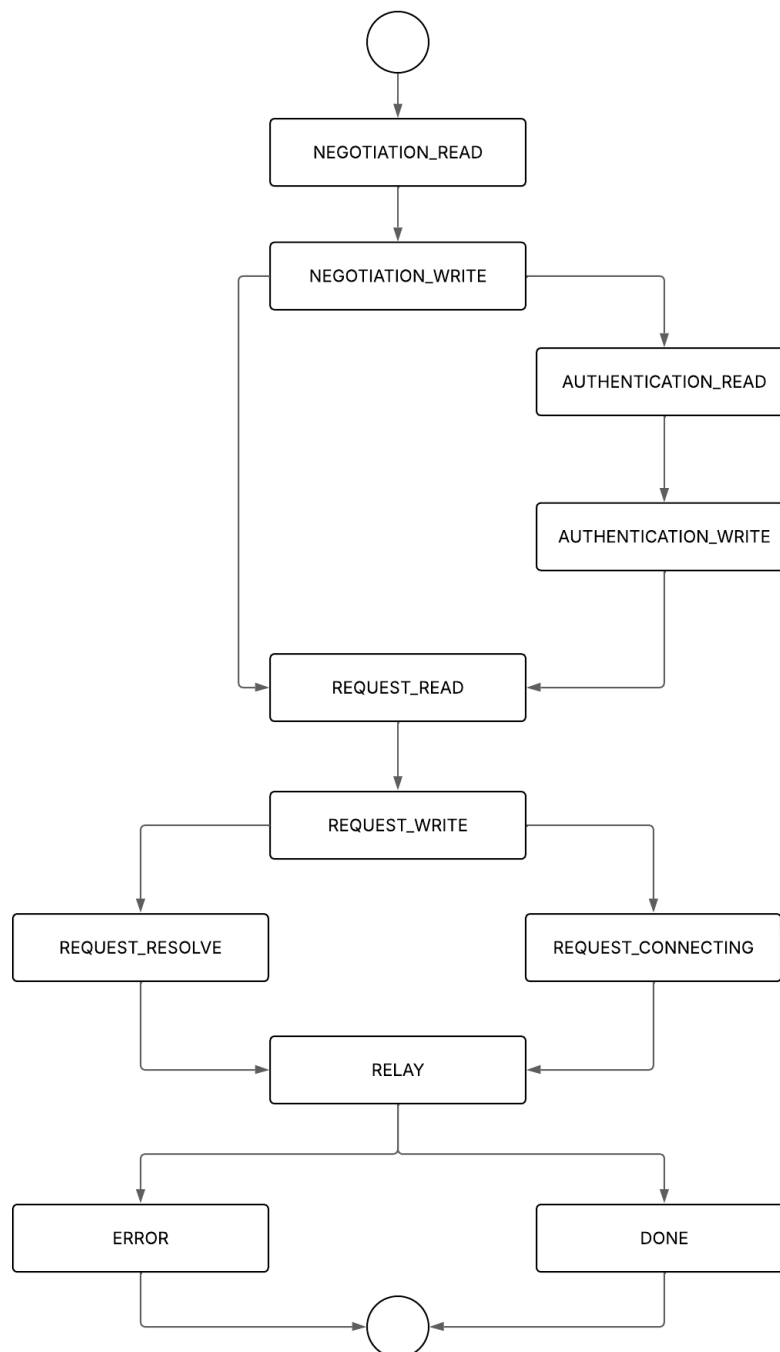 NEGOTIATION_READ
NEGOTIATION_WRITE
AUTHENTICATION_READ
AUTHENTICATION_WRITE
REQUEST_READ
REQUEST_WRITE
REQUEST_RESOLVE
REQUEST_CONNECTING
RELAY
ERROR
DONE